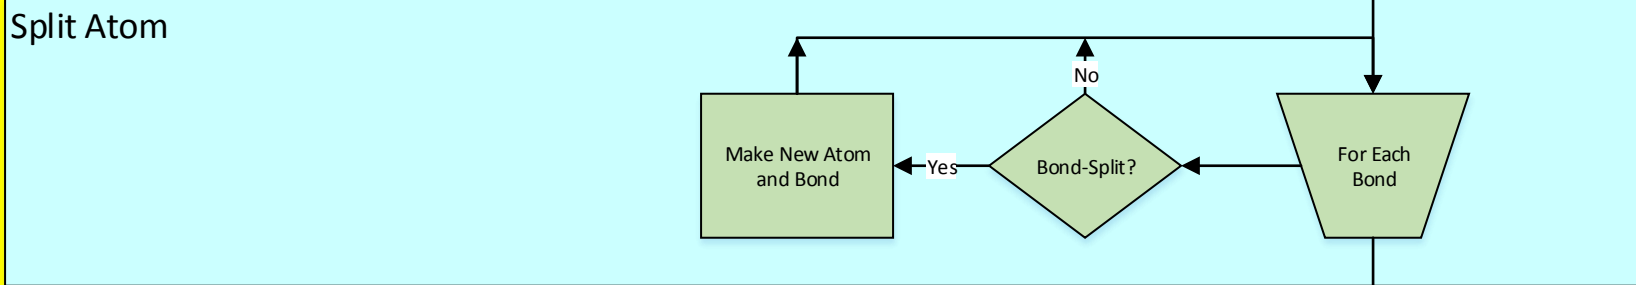 Split Atom
No
Make New Atom
and Bond
Yes
Bond-Split?
For Each
Bond